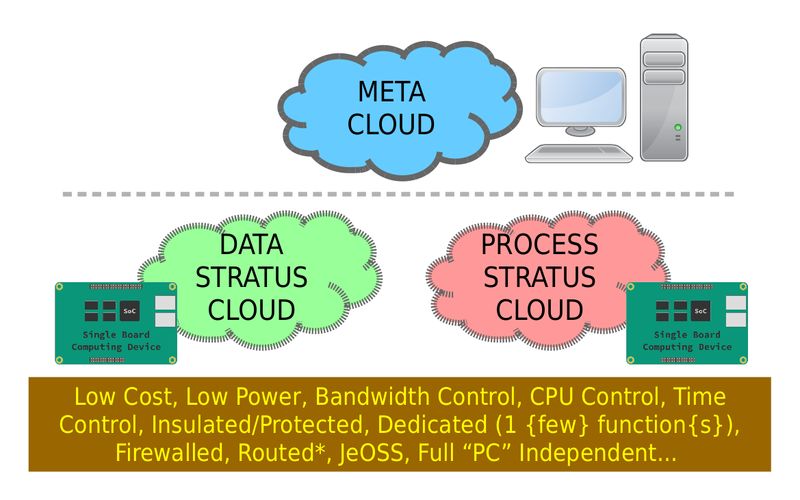 META
CLOUD
DATA
STRATUS
CLOUD
PROCESS
STRATUS
CLOUD
SoC
Single Board
Computing Device
SoC
Single Board
Computing Device
Low Cost, Low Power, Bandwidth Control, CPU Control, Time
Control, Insulated/Protected, Dedicated (1 {few} function{s}),
Firewalled, Routed*, JeOSS, Full “PC” Independent...